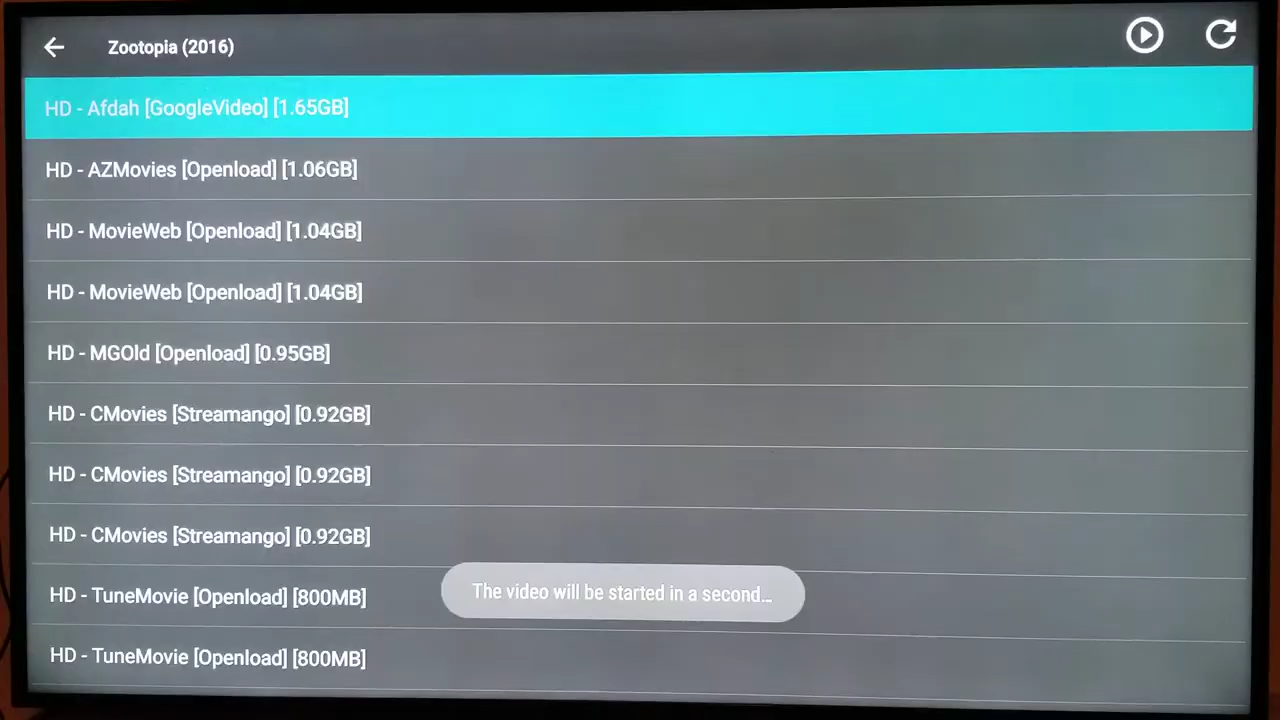 Zootopia (2016)
HD - Afdah [GoogleVideo] [1.65GB]
HD - AZMovies [Openload] [1.06GB]
HD - MovieWeb [Openload] [1.04GB]
HD - MovieWeb [Openload] [1.04GB]
HD - MGOld [Openload] [0.95GB]
HD - CMovies [Streamango] [0.92GB]
HD - CMovies [Streamango] [0.92GB]
HD - CMovies [Streamango] [0.92GB]
HD - TuneMovie [Openload] [800MB]
The video will be started in a second...
HD - TuneMovie [Openload] [800MB]